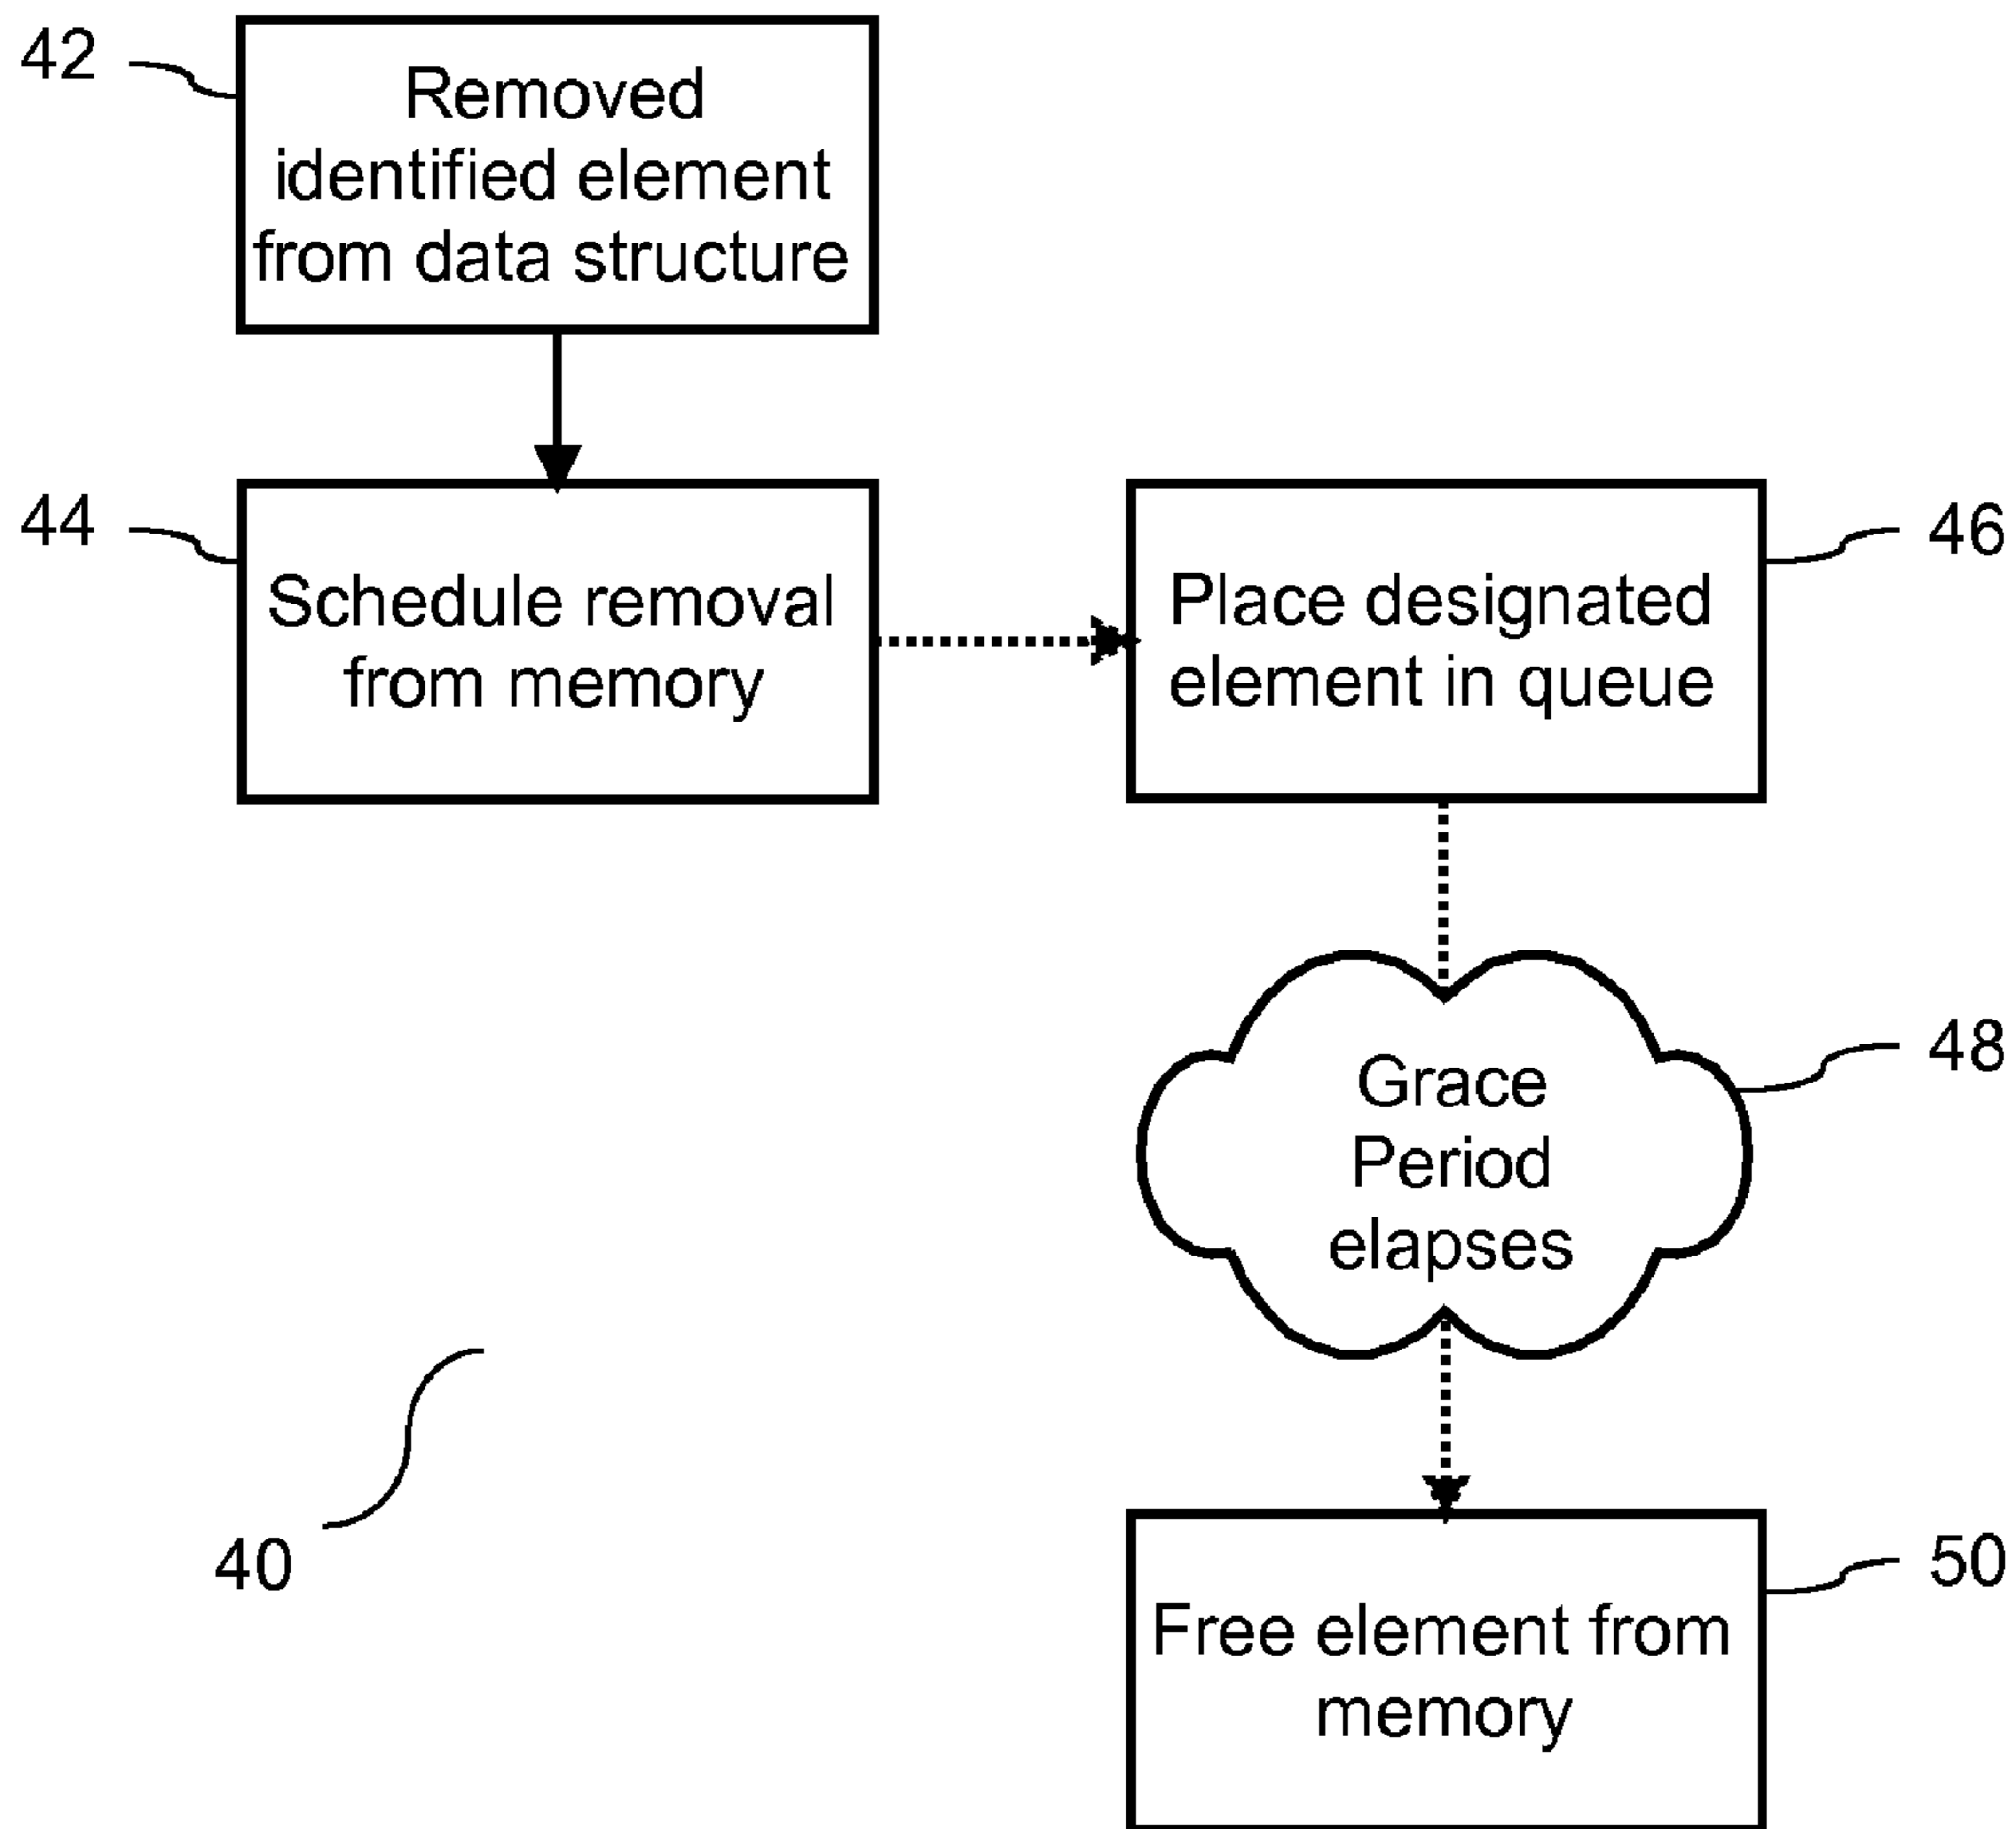 42
Removed
identified element
from data structure
44
Schedule removal
from memory
46
Place designated
element in queue
48
Grace
Period
elapses
40
50
Free element from
memory